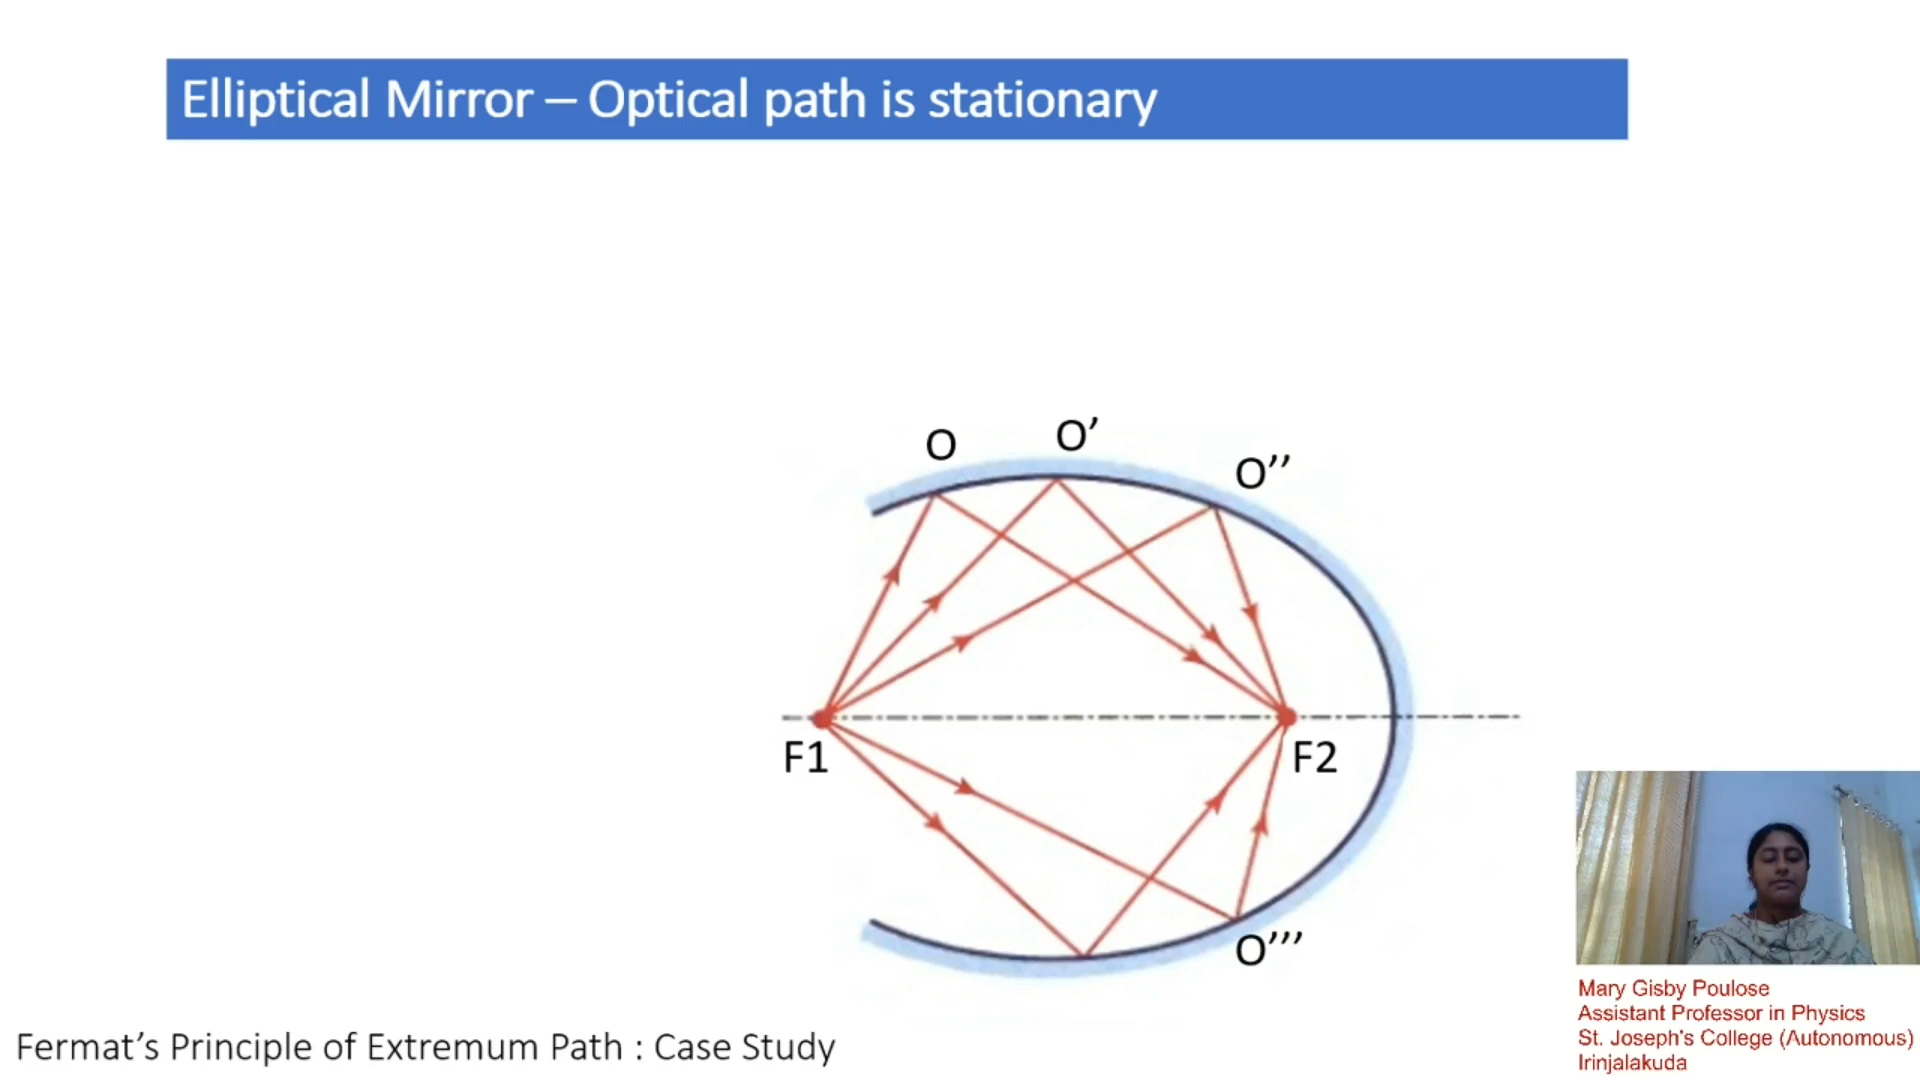 Elliptical Mirror – Optical path is stationary
O
O’
O’’
F1
F2
O’’’
Mary Gisby Poulose
Assistant Professor in Physics
St. Joseph's College (Autonomous)
Irinjalakuda
Fermat’s Principle of Extremum Path : Case Study